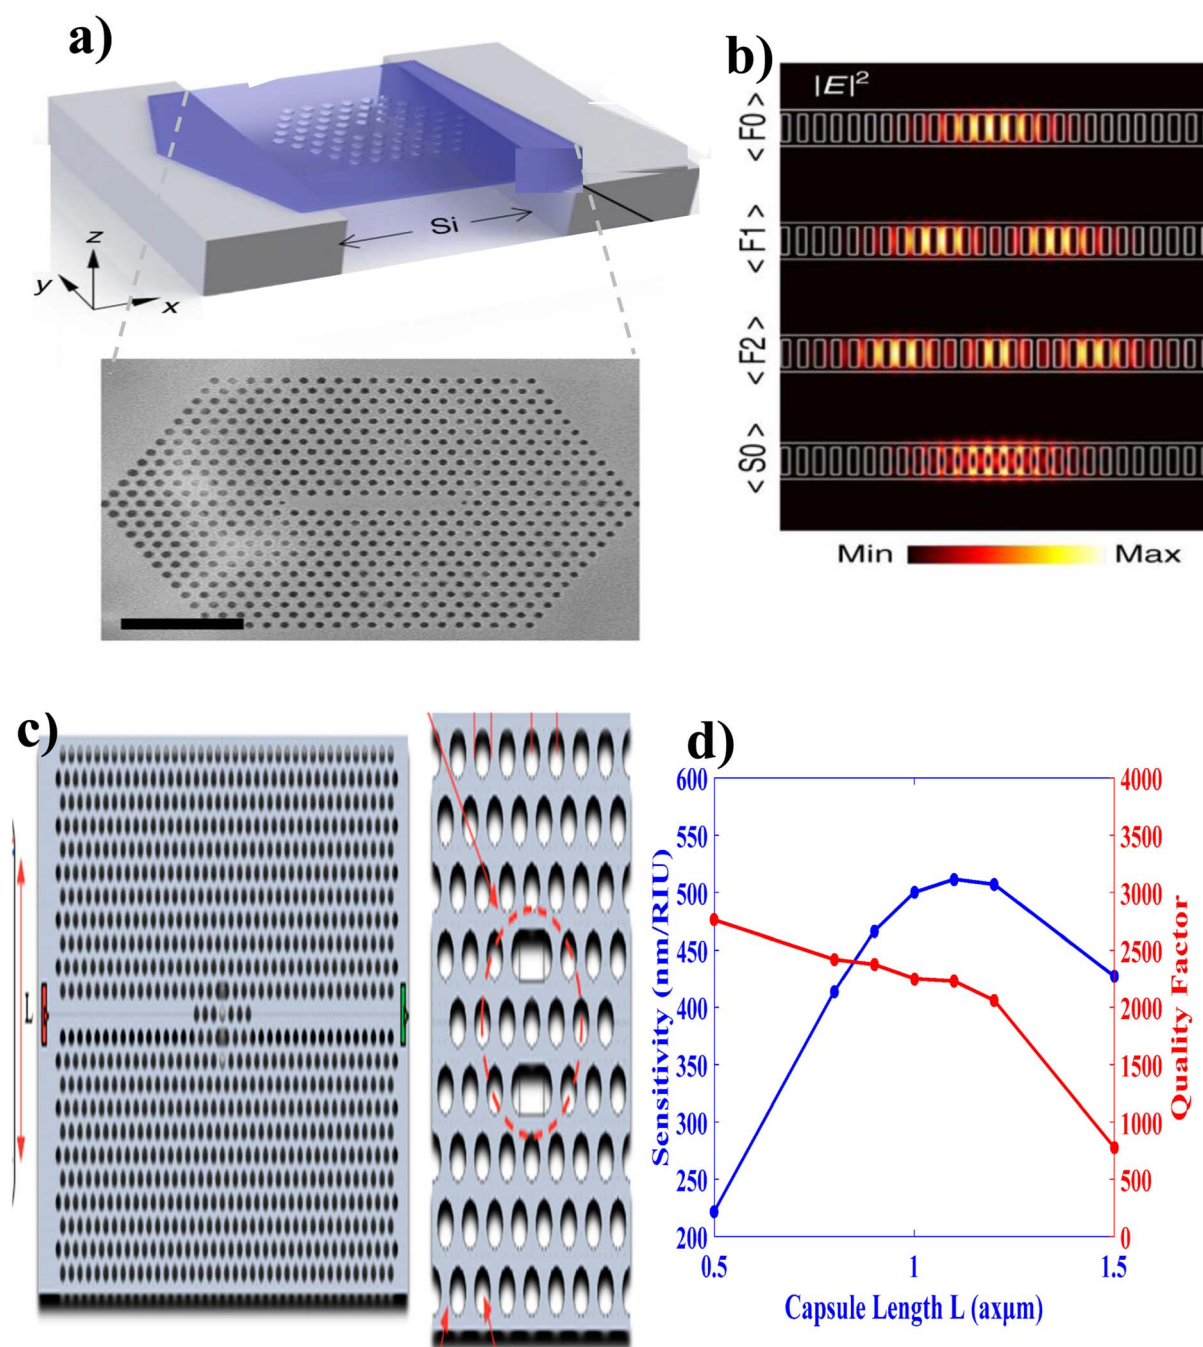 a)
Si
z
y
x
b)
|E|²
< F0 >
< F1 >
< F2 >
< S0 >
Min
Max
c)
L
d)
600
550
500
450
400
350
300
250
200
Sensitivity (nm/RIU)
4000
3500
3000
2500
2000
1500
1000
500
0
Quality Factor
0.5
1
1.5
Capsule Length L (axμm)